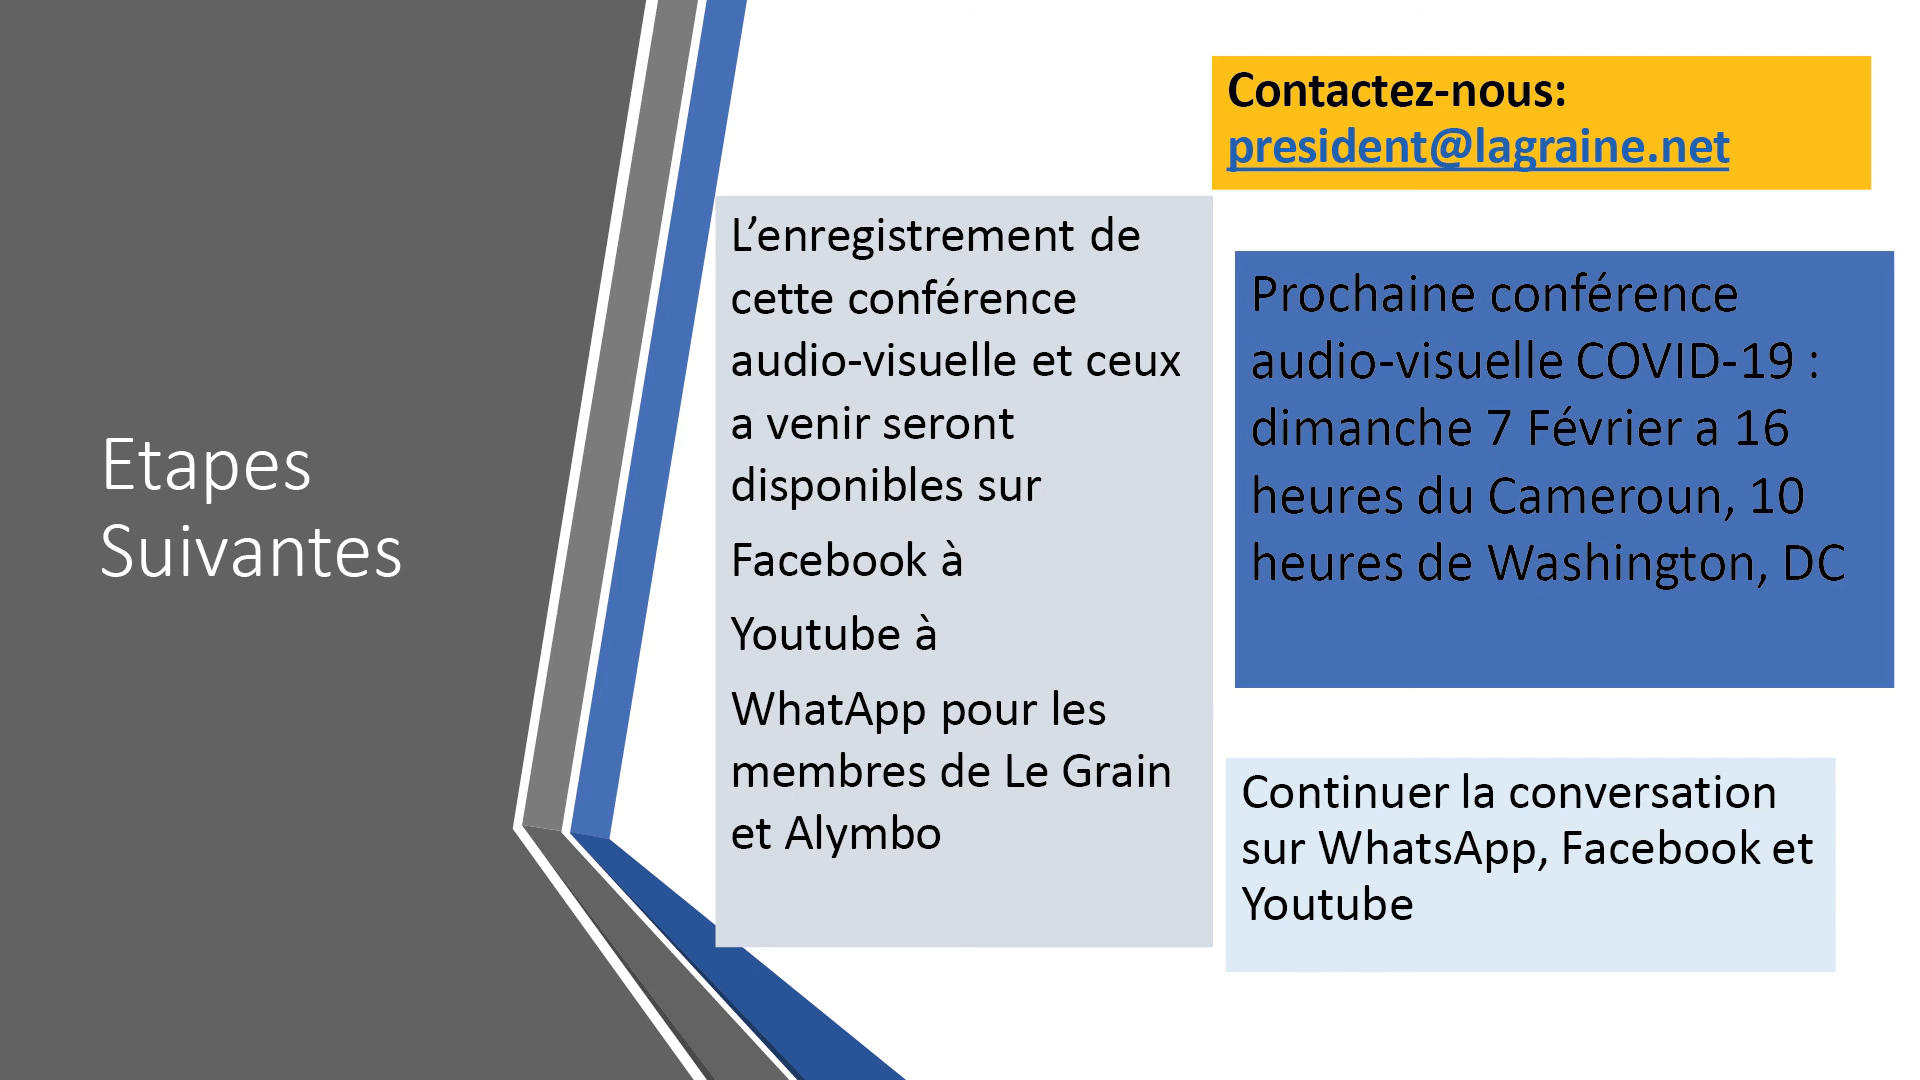 Etapes
Suivantes
Contactez-nous:
president@lagraine.net
L’enregistrement de
cette conférence
audio-visuelle et ceux
a venir seront
disponibles sur
Facebook à
Youtube à
WhatApp pour les
membres de Le Grain
et Alymbo
Prochaine conférence
audio-visuelle COVID-19 :
dimanche 7 Février a 16
heures du Cameroun, 10
heures de Washington, DC
Continuer la conversation
sur WhatsApp, Facebook et
Youtube